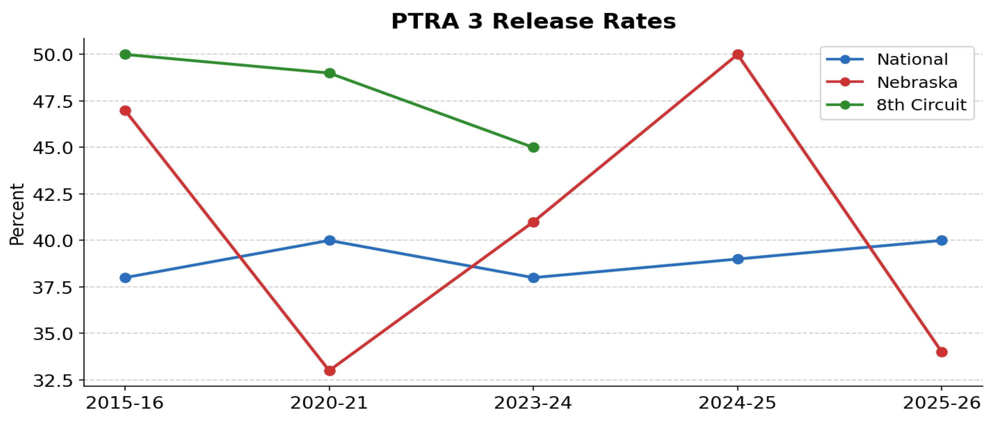 PTRA 3 Release Rates
50.0
47.5
45.0
42.5
40.0
37.5
35.0
32.5
Percent
National
Nebraska
8th Circuit
2015-16 2020-21 2023-24 2024-25 2025-26